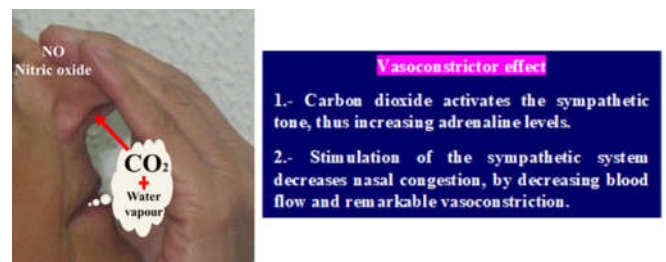 NO
Nitric oxide
CO₂
+
Water
vapour
Vasoconstrictor effect
1.- Carbon dioxide activates the sympathetic
tone, thus increasing adrenaline levels.
2.- Stimulation of the sympathetic system
decreases nasal congestion, by decreasing blood
flow and remarkable vasoconstriction.